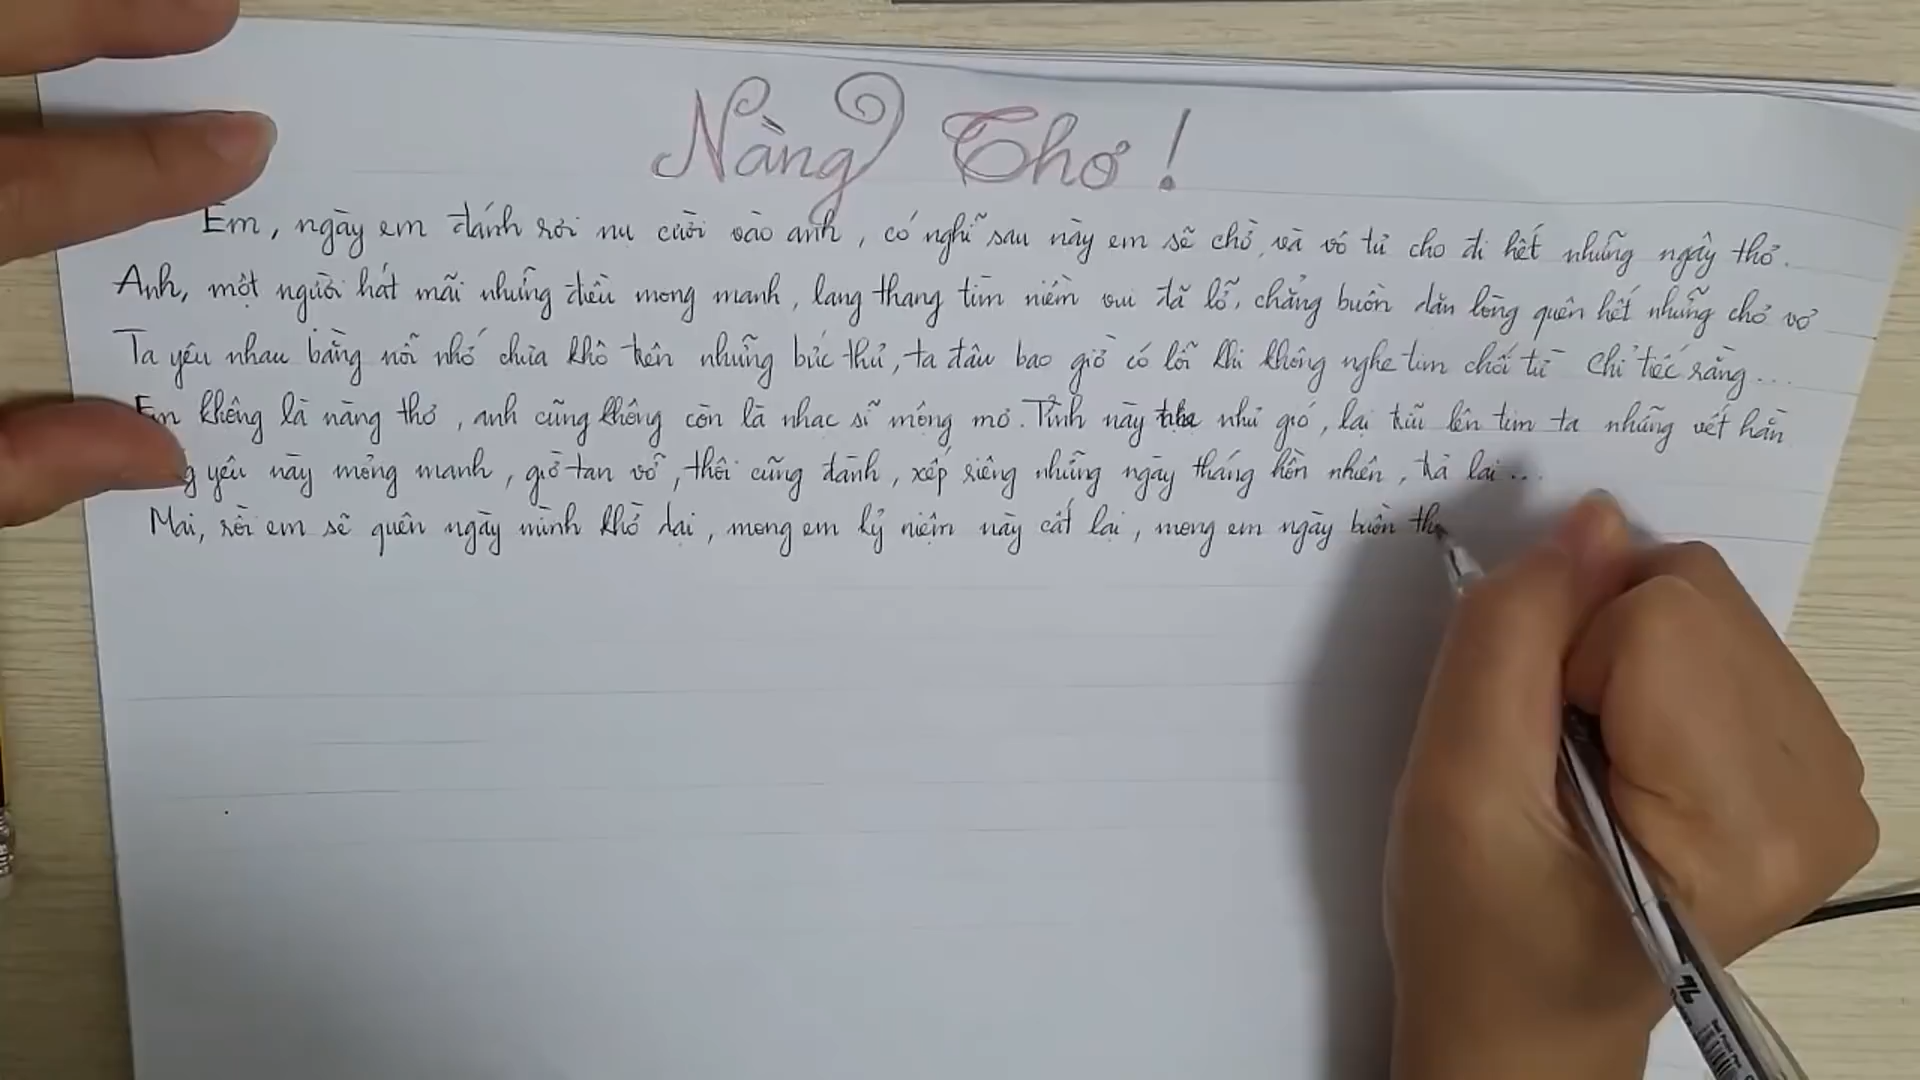 Nàng Thơ !
Em, ngày em đánh rơi nụ cười vào anh, có nghĩ sau này em sẽ chờ, và vô tư cho đi hết những ngây thơ.
Anh, một người hát mãi những điều mong manh, lang thang tìm niềm vui đã lỡ, chẳng buồn dặn lòng quên hết những chơ vơ
Ta yêu nhau bằng nỗi nhớ chưa khô trên những bức thư, ta đâu bao giờ có lỗi khi không nghe tim chối từ Chỉ tiếc rằng...
Em không là nàng thơ, anh cũng không còn là nhạc sĩ mộng mơ. Tình này như gió, lại trĩu lên tim ta những vết hằn
yêu này mỏng manh, giờ tan vỡ, thôi cũng đành, xếp riêng những ngày tháng hồn nhiên, trả lại...
Mai, rồi em sẽ quên ngày mình khờ dại, mong em kỷ niệm này cất lại, mong em ngày buồn th